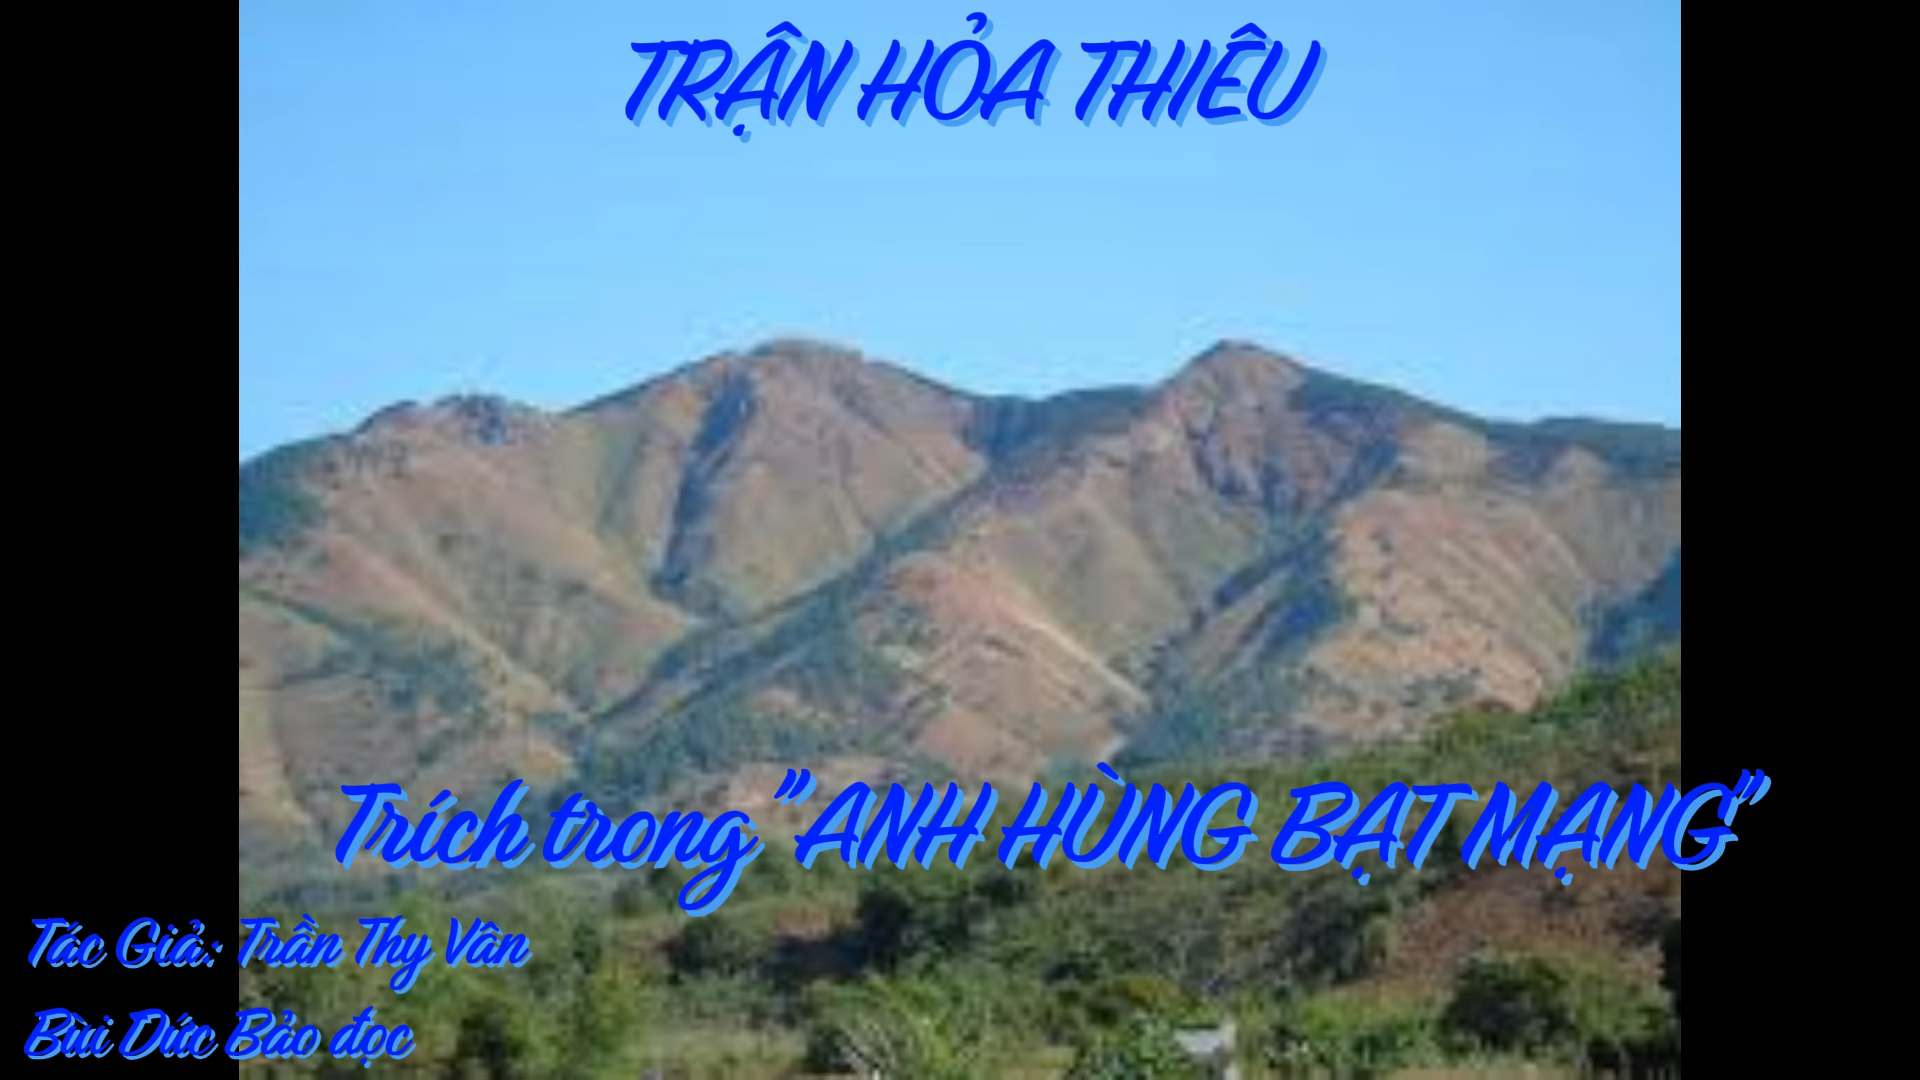 TRẬN HỎA THIÊU
Trích trong "ANH HÙNG BẠT MẠNG"
Tác Giả: Trần Thy Vân
Bùi Đức Bảo đọc